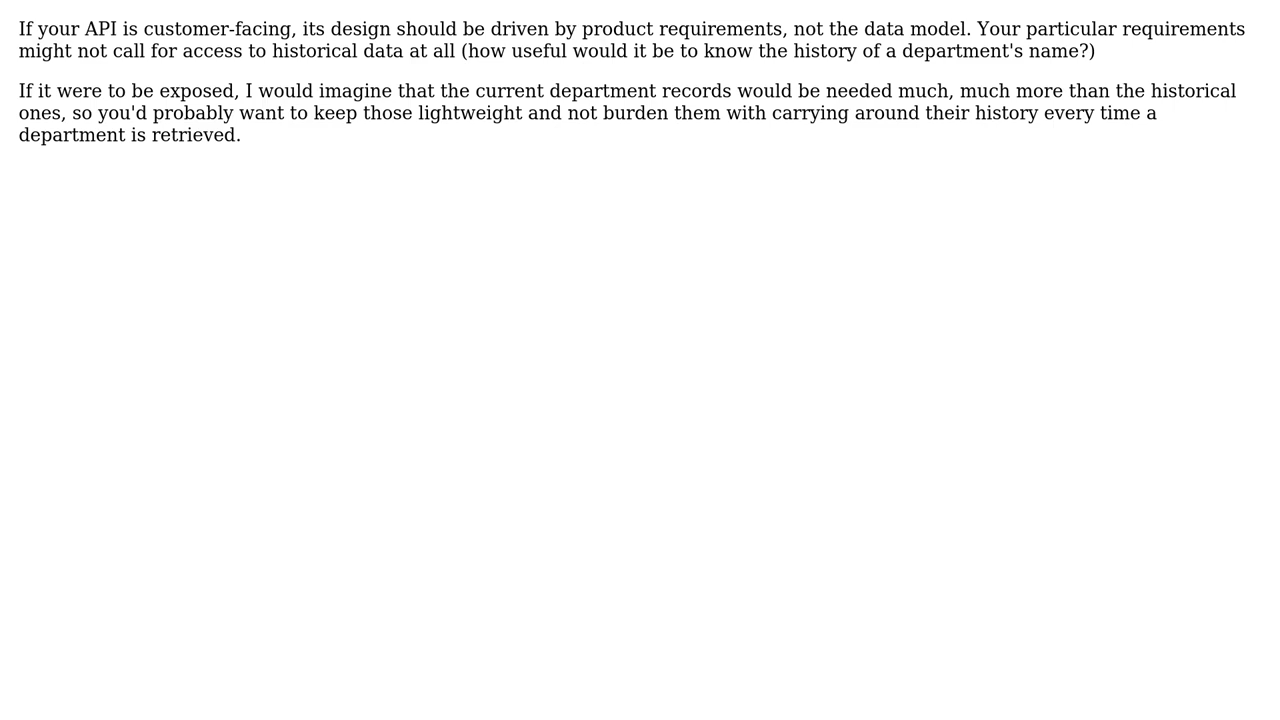 If your API is customer-facing, its design should be driven by product requirements, not the data model. Your particular requirements
might not call for access to historical data at all (how useful would it be to know the history of a department's name?)
If it were to be exposed, I would imagine that the current department records would be needed much, much more than the historical
ones, so you'd probably want to keep those lightweight and not burden them with carrying around their history every time a
department is retrieved.